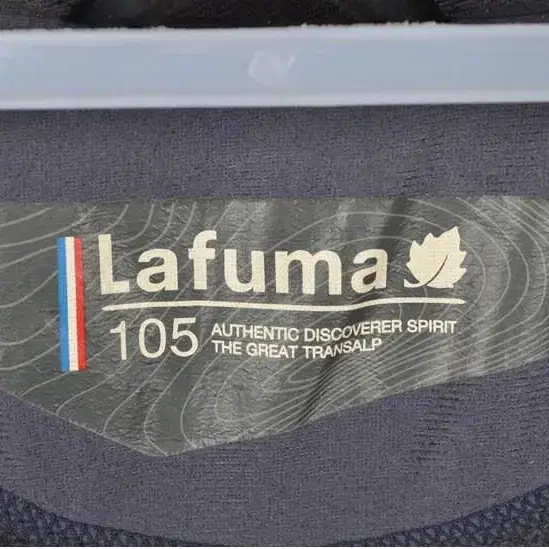 Lafuma
105 AUTHENTIC DISCOVERER SPIRIT
THE GREAT TRANSALP